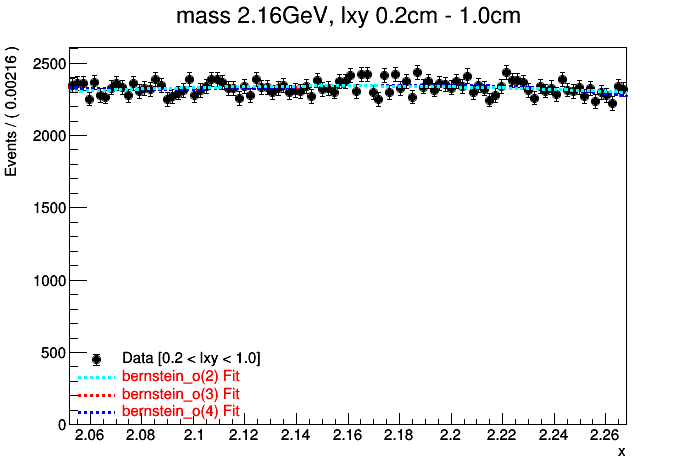 mass 2.16GeV, lxy 0.2cm - 1.0cm
Events / ( 0.00216 )
2500
2000
1500
1000
500
0
Data [0.2 < lxy < 1.0]
bernstein_o(2) Fit
bernstein_o(3) Fit
bernstein_o(4) Fit
2.06 2.08 2.1 2.12 2.14 2.16 2.18 2.2 2.22 2.24 2.26
x